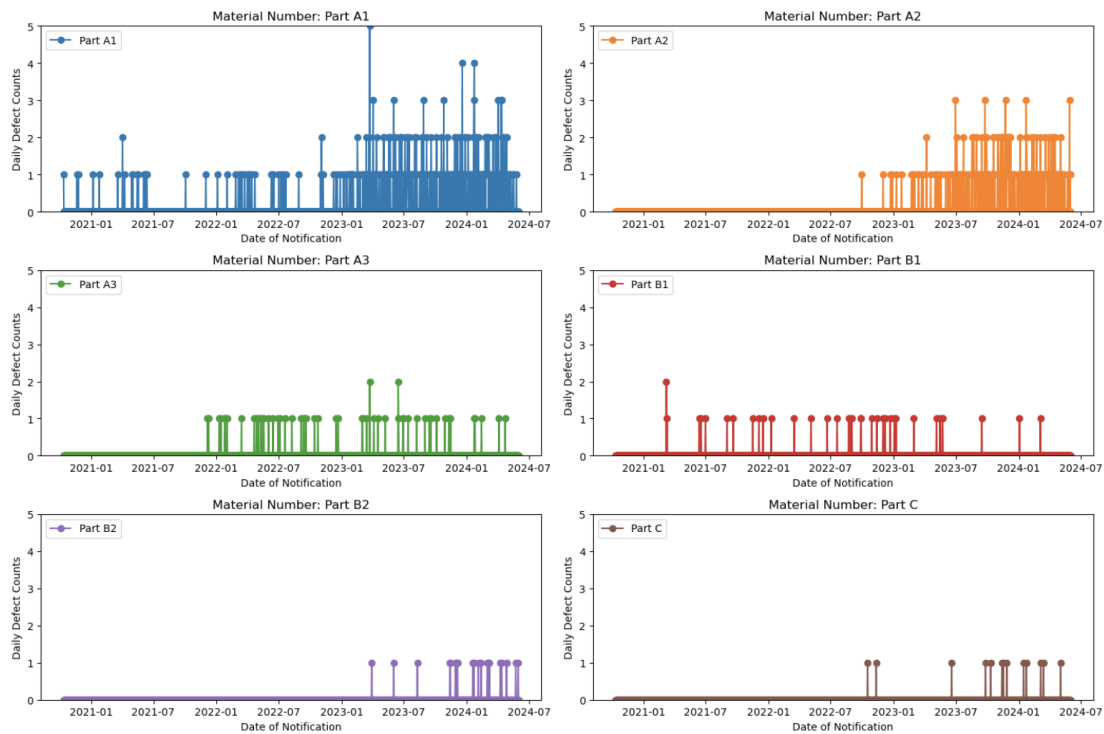 Material Number: Part A1
Part A1
Daily Defect Counts
5
4
3
2
1
0
2021-01 2021-07 2022-01 2022-07 2023-01 2023-07 2024-01 2024-07
Date of Notification
Material Number: Part A2
Part A2
Daily Defect Counts
5
4
3
2
1
0
2021-01 2021-07 2022-01 2022-07 2023-01 2023-07 2024-01 2024-07
Date of Notification
Material Number: Part A3
Part A3
Daily Defect Counts
5
4
3
2
1
0
2021-01 2021-07 2022-01 2022-07 2023-01 2023-07 2024-01 2024-07
Date of Notification
Material Number: Part B1
Part B1
Daily Defect Counts
5
4
3
2
1
0
2021-01 2021-07 2022-01 2022-07 2023-01 2023-07 2024-01 2024-07
Date of Notification
Material Number: Part B2
Part B2
Daily Defect Counts
5
4
3
2
1
0
2021-01 2021-07 2022-01 2022-07 2023-01 2023-07 2024-01 2024-07
Date of Notification
Material Number: Part C
Part C
Daily Defect Counts
5
4
3
2
1
0
2021-01 2021-07 2022-01 2022-07 2023-01 2023-07 2024-01 2024-07
Date of Notification